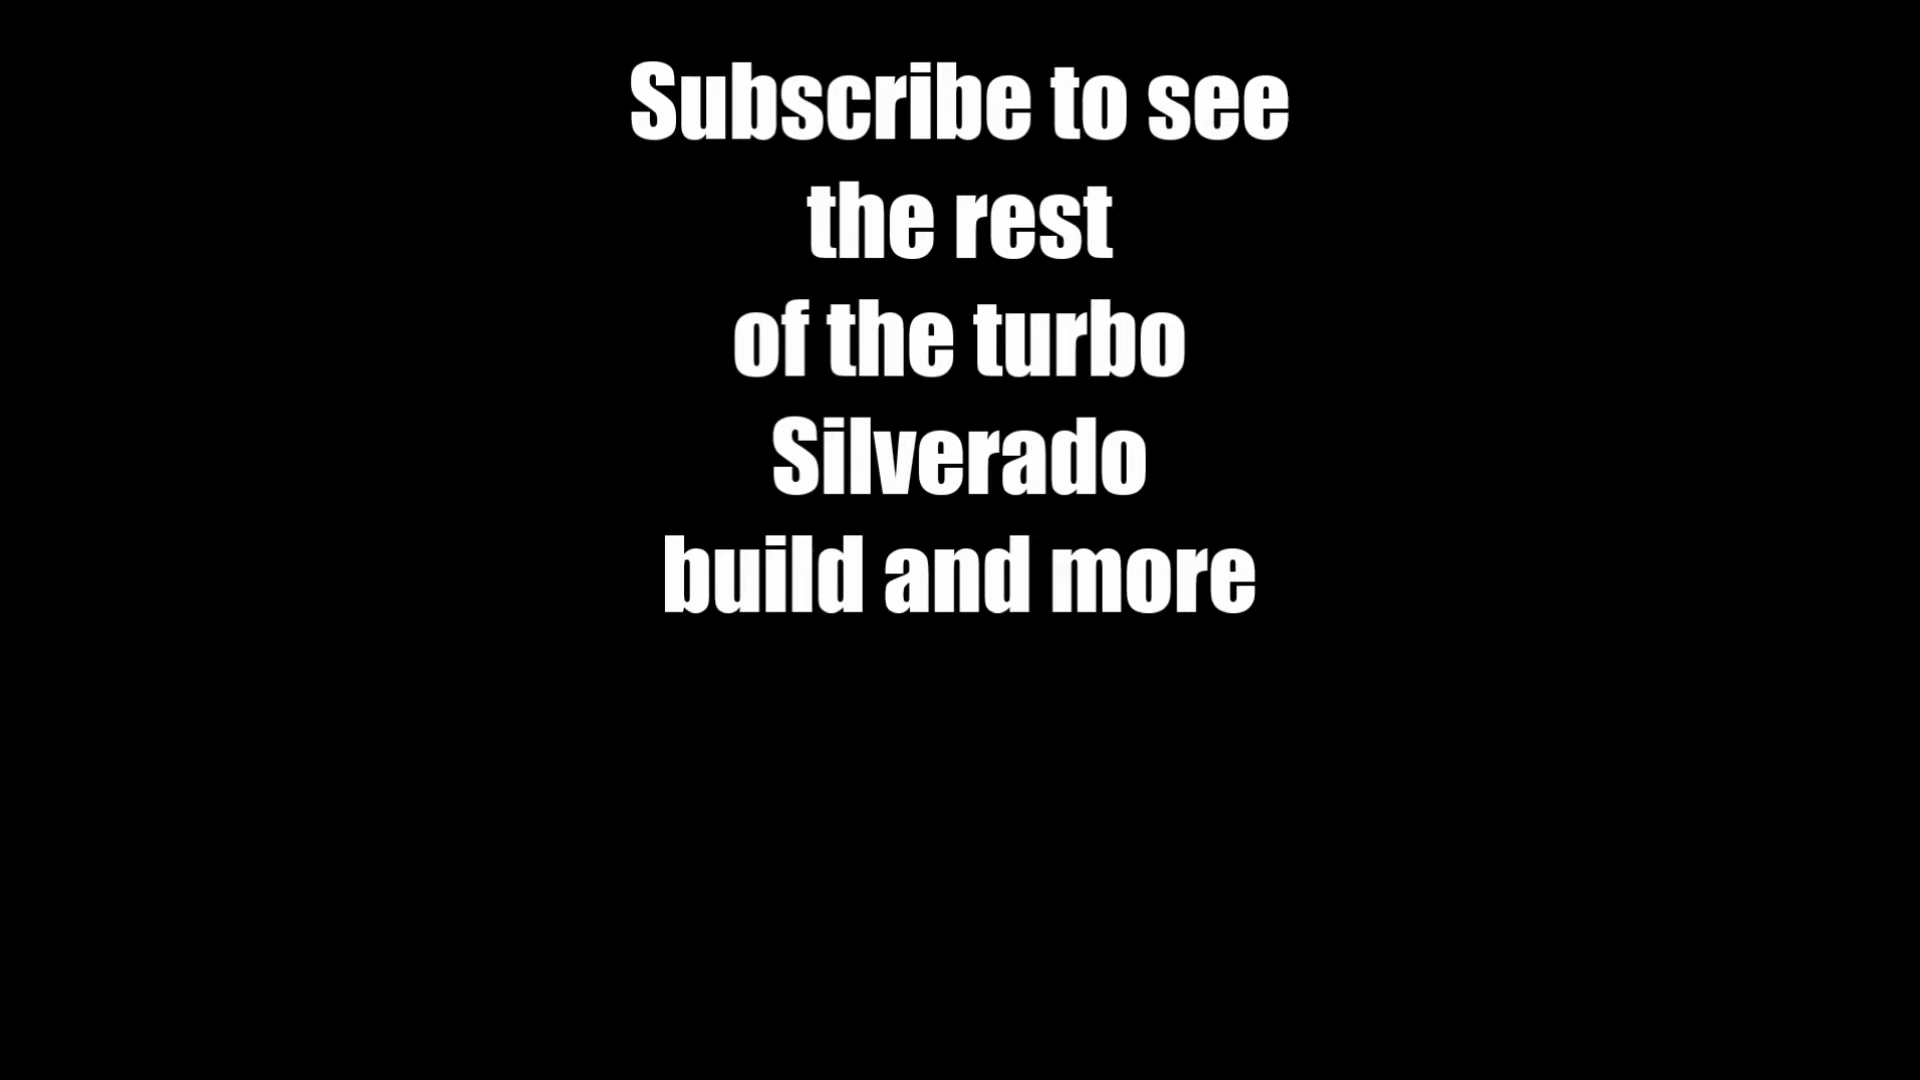 Subscribe to see
the rest
of the turbo
Silverado
build and more